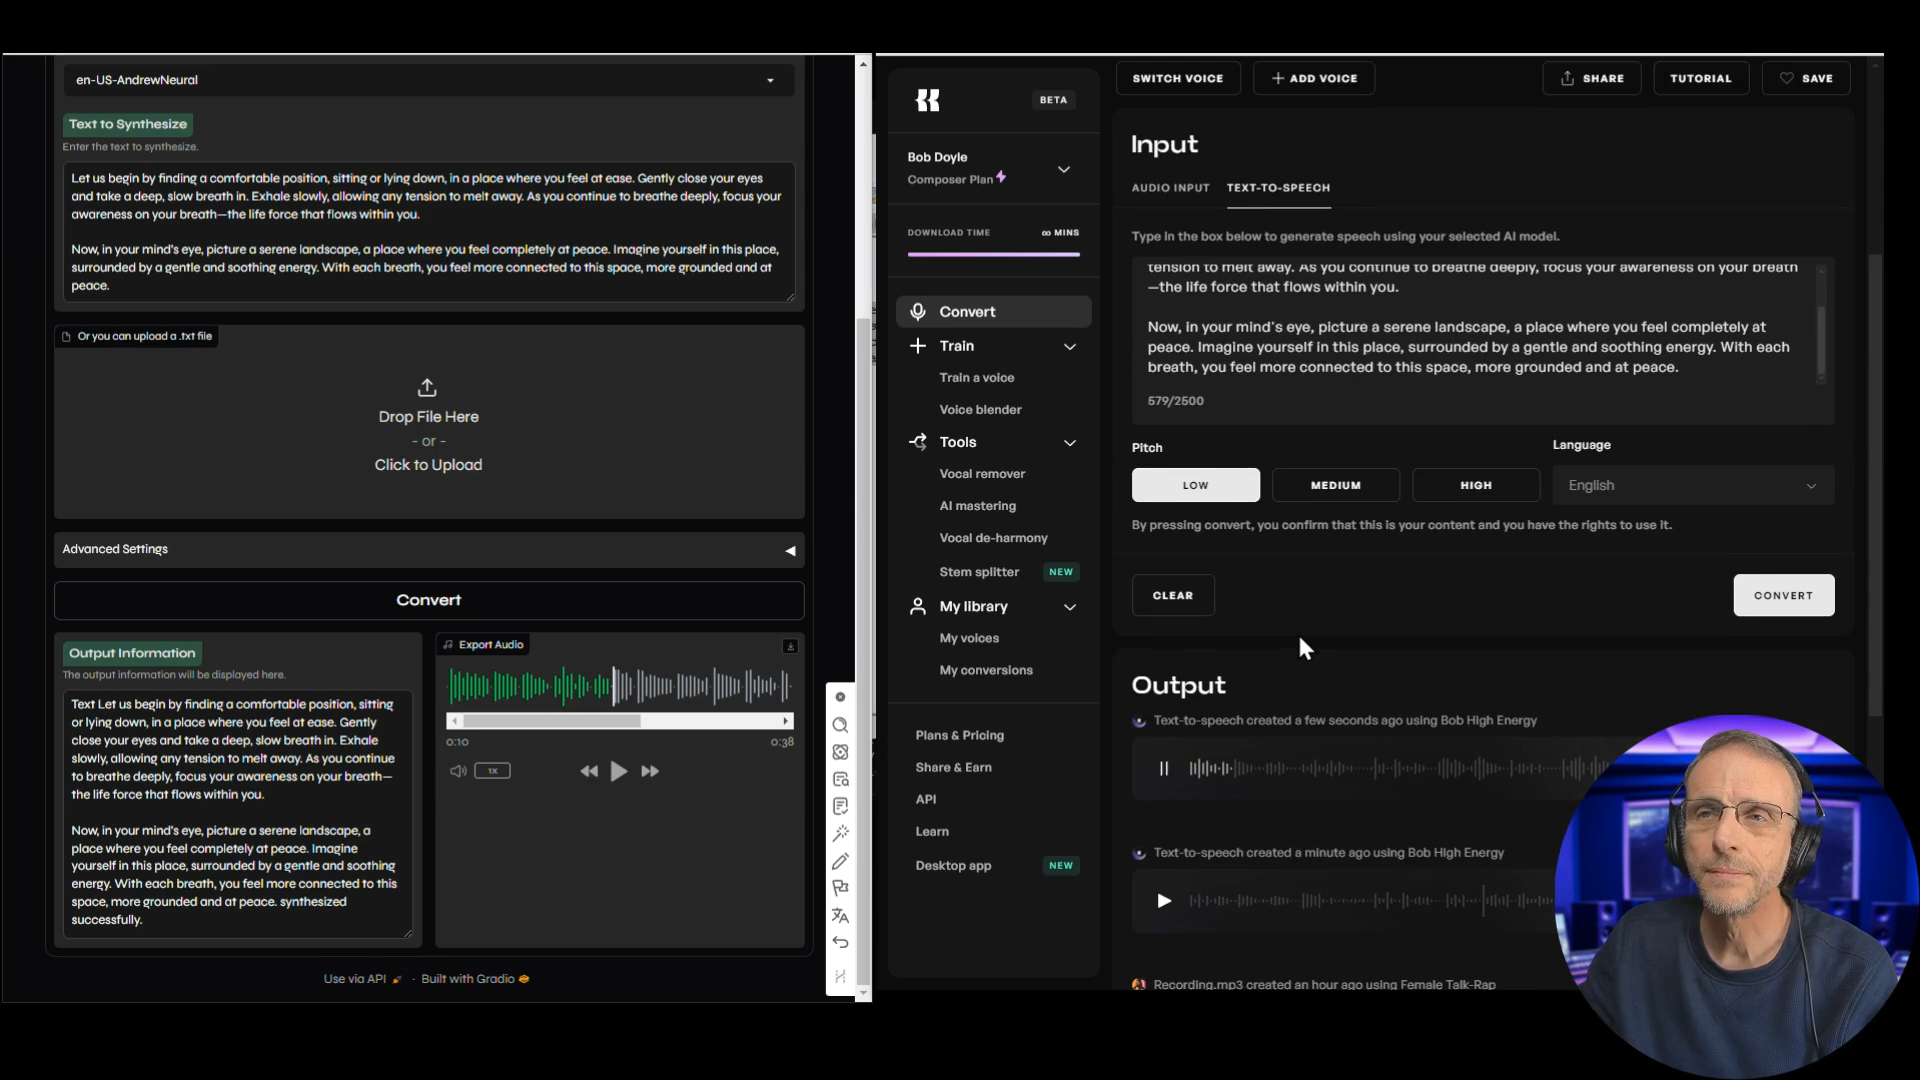 en-US-AndrewNeural
Text to Synthesize
Enter the text to synthesize.
Let us begin by finding a comfortable position, sitting or lying down, in a place where you feel at ease. Gently close your eyes
and take a deep, slow breath in. Exhale slowly, allowing any tension to melt away. As you continue to breathe deeply, focus your
awareness on your breath—the life force that flows within you.
Now, in your mind's eye, picture a serene landscape, a place where you feel completely at peace. Imagine yourself in this place,
surrounded by a gentle and soothing energy. With each breath, you feel more connected to this space, more grounded and at
peace.
Or you can upload a .txt file
Drop File Here
- or -
Click to Upload
Advanced Settings
Convert
Output Information
The output information will be displayed here.
Text Let us begin by finding a comfortable position, sitting
or lying down, in a place where you feel at ease. Gently
close your eyes and take a deep, slow breath in. Exhale
slowly, allowing any tension to melt away. As you continue
to breathe deeply, focus your awareness on your breath—
the life force that flows within you.
Now, in your mind's eye, picture a serene landscape, a
place where you feel completely at peace. Imagine
yourself in this place, surrounded by a gentle and soothing
energy. With each breath, you feel more connected to this
space, more grounded and at peace. synthesized
successfully.
Export Audio
0:10
0:38
1X
Use via API · Built with Gradio
BETA
Bob Doyle
Composer Plan
DOWNLOAD TIME ∞ MINS
Convert
Train
Train a voice
Voice blender
Tools
Vocal remover
AI mastering
Vocal de-harmony
Stem splitter NEW
My library
My voices
My conversions
Plans & Pricing
Share & Earn
API
Learn
Desktop app NEW
SWITCH VOICE
+ ADD VOICE
SHARE
TUTORIAL
SAVE
Input
AUDIO INPUT TEXT-TO-SPEECH
Type in the box below to generate speech using your selected AI model.
tension to melt away. As you continue to breathe deeply, focus your awareness on your breath
—the life force that flows within you.
Now, in your mind's eye, picture a serene landscape, a place where you feel completely at
peace. Imagine yourself in this place, surrounded by a gentle and soothing energy. With each
breath, you feel more connected to this space, more grounded and at peace.
579/2500
Pitch
Language
LOW
MEDIUM
HIGH
English
By pressing convert, you confirm that this is your content and you have the rights to use it.
CLEAR
CONVERT
Output
Text-to-speech created a few seconds ago using Bob High Energy
Text-to-speech created a minute ago using Bob High Energy
Recording.mp3 created an hour ago using Female Talk-Rap